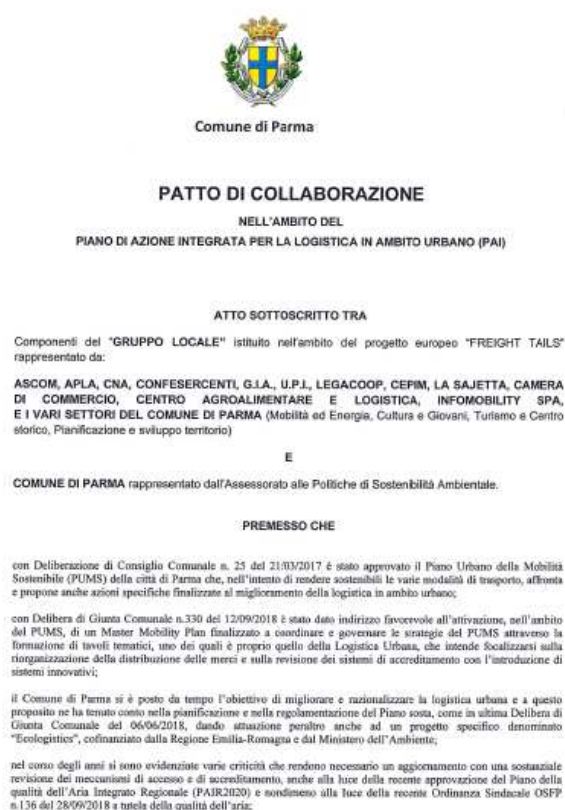 Comune di Parma
PATTO DI COLLABORAZIONE
NELL'AMBITO DEL
PIANO DI AZIONE INTEGRATA PER LA LOGISTICA IN AMBITO URBANO (PAI)
ATTO SOTTOSCRITTO TRA
Componenti del "GRUPPO LOCALE" istituito nell'ambito del progetto europeo "FREIGHT TAILS"
rappresentato da:
ASCOM, APLA, CNA, CONFESERCENTI, G.I.A., U.P.I., LEGACOOP, CEPIM, LA SAJETTA, CAMERA
DI COMMERCIO, CENTRO AGROALIMENTARE E LOGISTICA, INFOMOBILITY SPA,
E I VARI SETTORI DEL COMUNE DI PARMA (Mobilità ed Energia, Cultura e Giovani, Turismo e Centro
storico, Pianificazione e sviluppo territorio)
E
COMUNE DI PARMA rappresentato dall'Assessorato alle Politiche di Sostenibilità Ambientale.
PREMESSO CHE
con Deliberazione di Consiglio Comunale n. 25 del 21/03/2017 è stato approvato il Piano Urbano della Mobilità
Sostenibile (PUMS) della città di Parma che, nell'intento di rendere sostenibili le varie modalità di trasporto, affronta
e propone anche azioni specifiche finalizzate al miglioramento della logistica in ambito urbano;
con Delibera di Giunta Comunale n.330 del 12/09/2018 è stato dato indirizzo favorevole all'attivazione, nell'ambito
del PUMS, di un Master Mobility Plan finalizzato a coordinare e governare le strategie del PUMS attraverso la
formazione di tavoli tematici, uno dei quali è proprio quello della Logistica Urbana, che intende focalizzarsi sulla
riorganizzazione della distribuzione delle merci e sulla revisione dei sistemi di accreditamento con l'introduzione di
sistemi innovativi;
il Comune di Parma si è posto da tempo l'obiettivo di migliorare e razionalizzare la logistica urbana e a questo
proposito ne ha tenuto conto nella pianificazione e nella regolamentazione del Piano sosta, come in ultima Delibera di
Giunta Comunale del 06/06/2018, dando attuazione peraltro anche ad un progetto specifico denominato
"Ecologistics", cofinanziato dalla Regione Emilia-Romagna e dal Ministero dell'Ambiente;
nel corso degli anni si sono evidenziate varie criticità che rendono necessario un aggiornamento con una sostanziale
revisione dei meccanismi di accesso e di accreditamento, anche alla luce della recente approvazione del Piano della
qualità dell'Aria Integrato Regionale (PAIR2020) e nondimeno alla luce della recente Ordinanza Sindacale OSFP
n.136 del 28/09/2018 a tutela della qualità dell'aria;